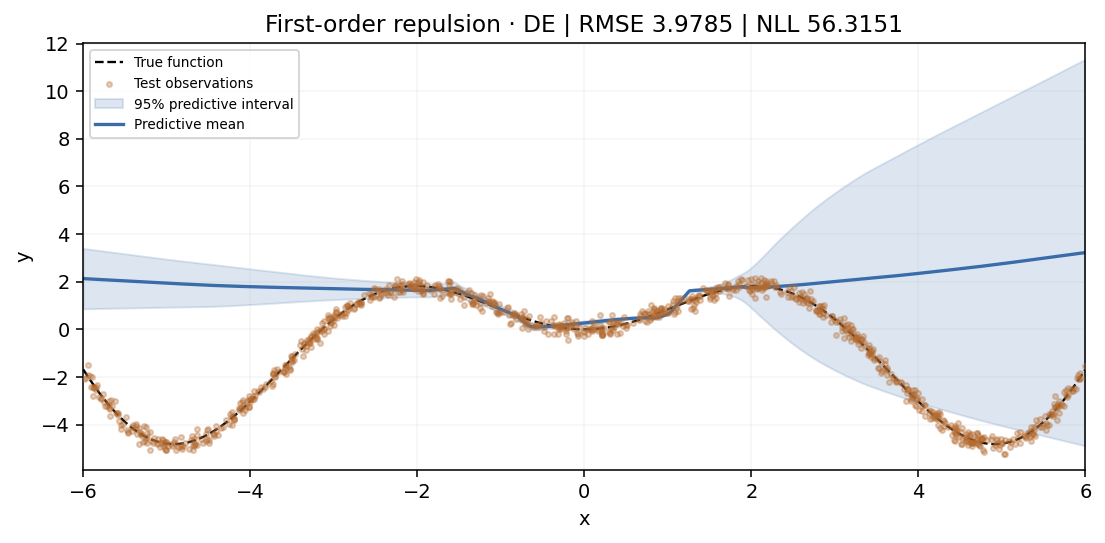 First-order repulsion · DE | RMSE 3.9785 | NLL 56.3151
True function
Test observations
95% predictive interval
Predictive mean
y
12
10
8
6
4
2
0
−2
−4
−6
−4
−2
0
2
4
6
x